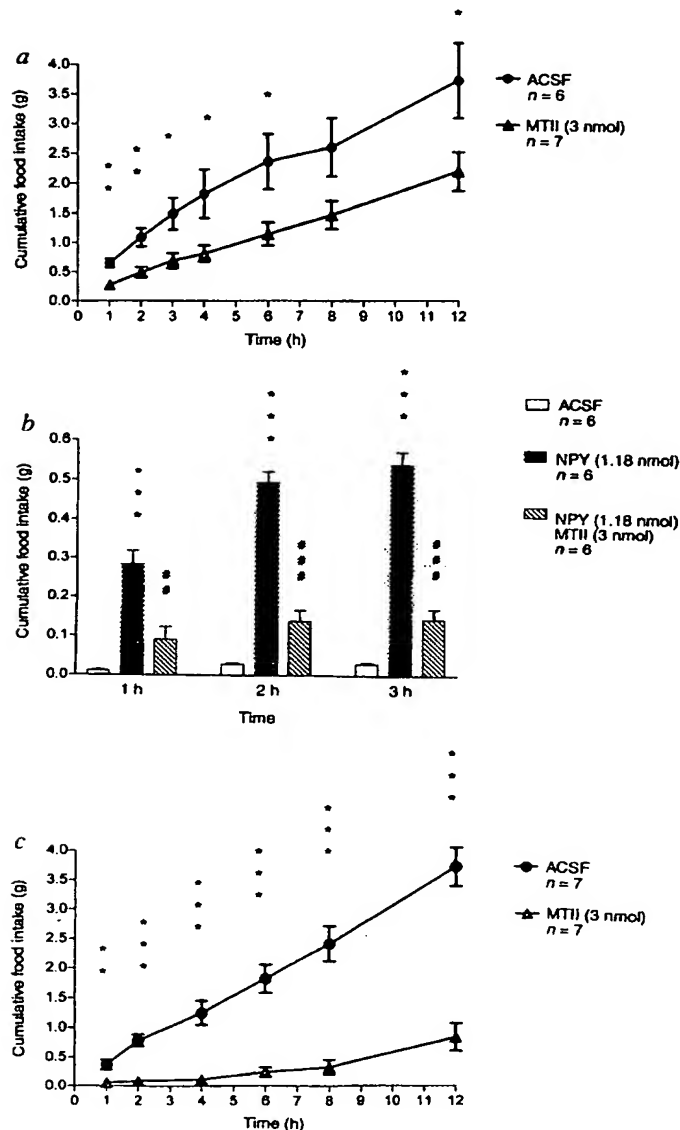 a
*
4.0
3.5
3.0
2.5
2.0
1.5
1.0
0.5
0.0
Cumulative food intake (g)
* *
* *
*
*
*
0 1 2 3 4 5 6 7 8 9 10 11 12
Time (h)
ACSF
n = 6
MTII (3 nmol)
n = 7
b
0.6
0.5
0.3
0.1
0.0
Cumulative food intake (g)
* * *
# #
* * *
# # #
* * *
# # #
1 h 2 h 3 h
Time
ACSF
n = 6
NPY (1.18 nmol)
n = 6
NPY (1.18 nmol)
MTII (3 nmol)
n = 6
c
4.0
3.5
3.0
2.5
2.0
1.5
1.0
0.5
0.0
Cumulative food intake (g)
* *
* * *
* * *
* * *
* * *
* * *
0 1 2 3 4 5 6 7 8 9 10 11 12
Time (h)
ACSF
n = 7
MTII (3 nmol)
n = 7